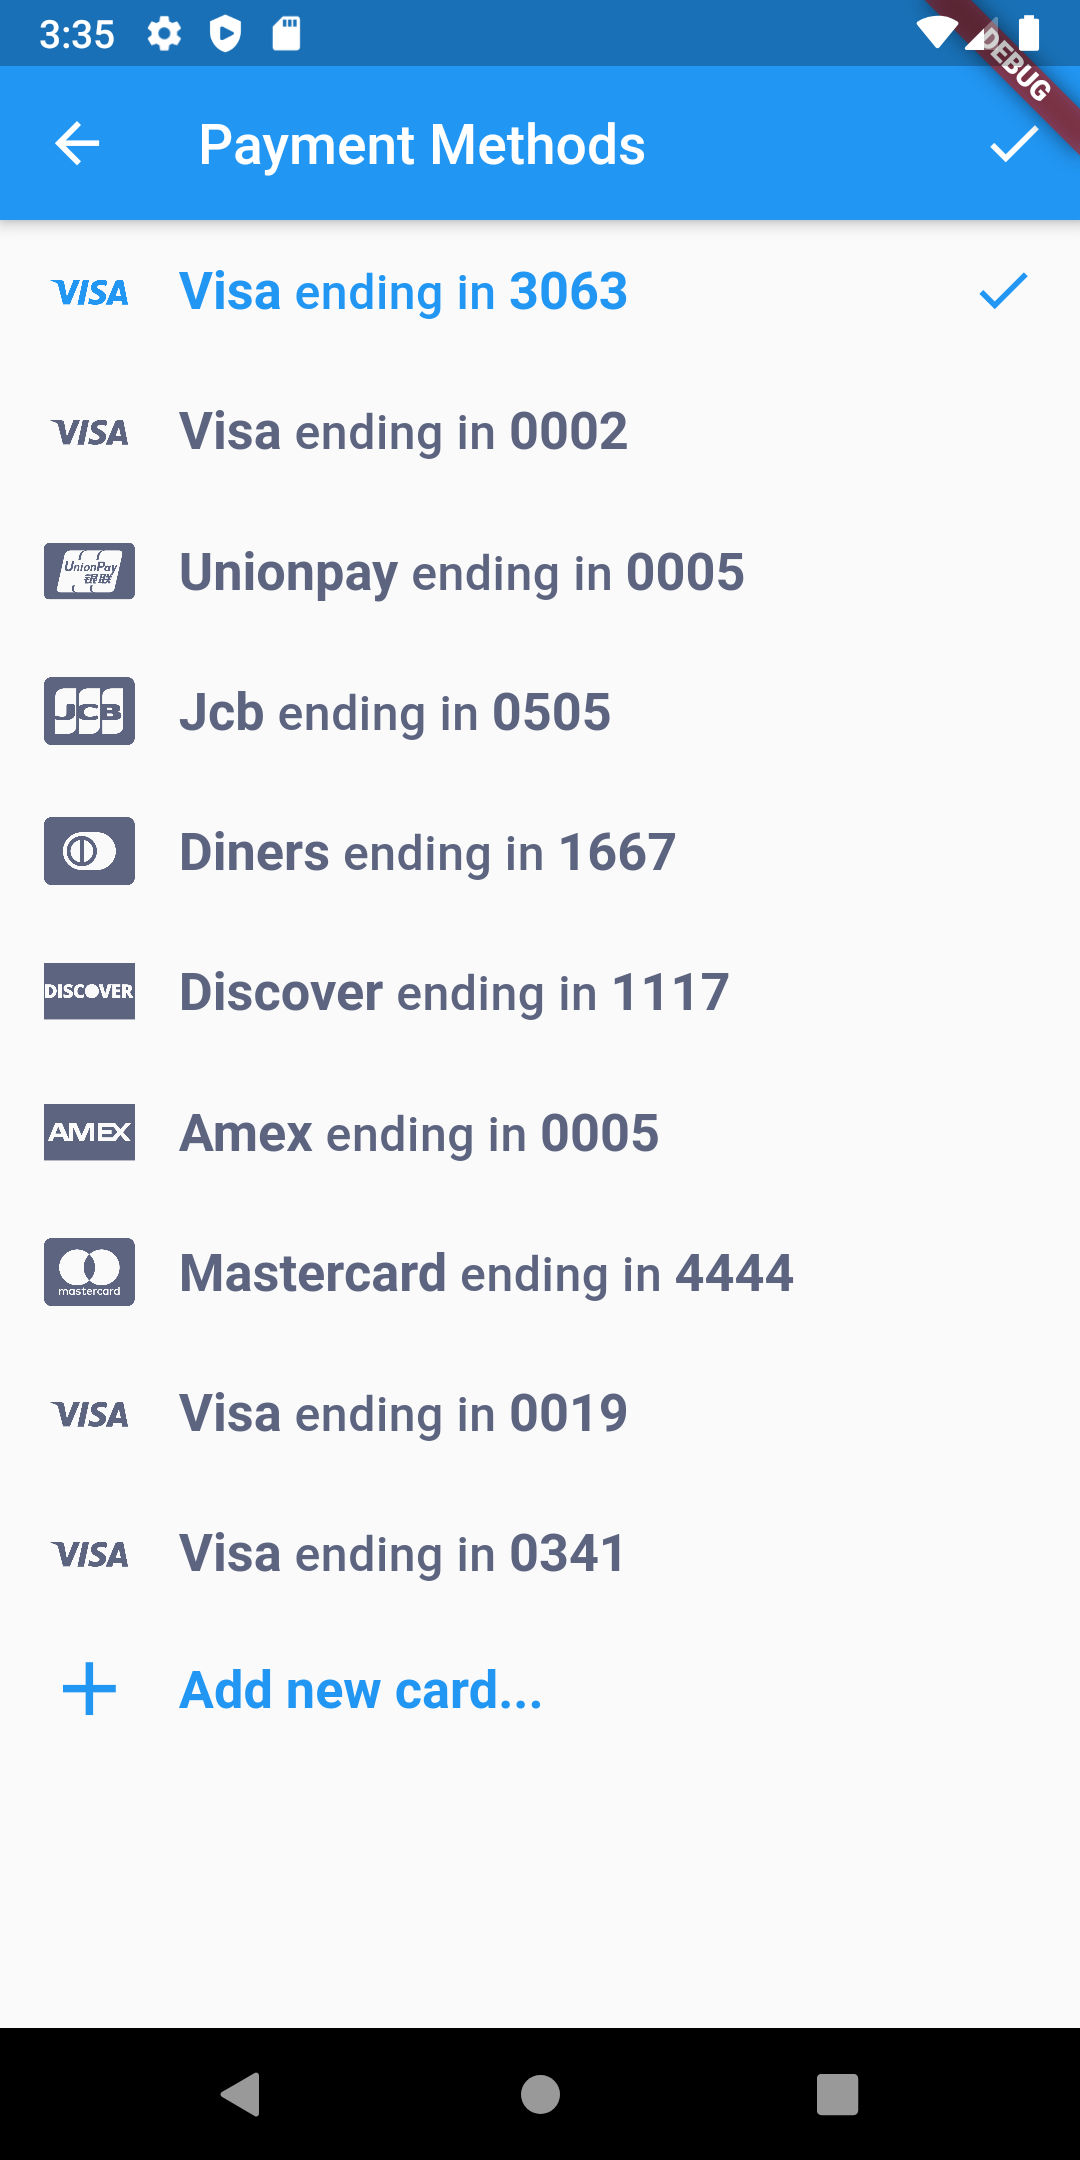 3:35
DEBUG
Payment Methods
VISA Visa ending in 3063
VISA Visa ending in 0002
UnionPay 银联 Unionpay ending in 0005
JCB Jcb ending in 0505
Diners ending in 1667
DISCOVER Discover ending in 1117
AMEX Amex ending in 0005
mastercard Mastercard ending in 4444
VISA Visa ending in 0019
VISA Visa ending in 0341
Add new card...